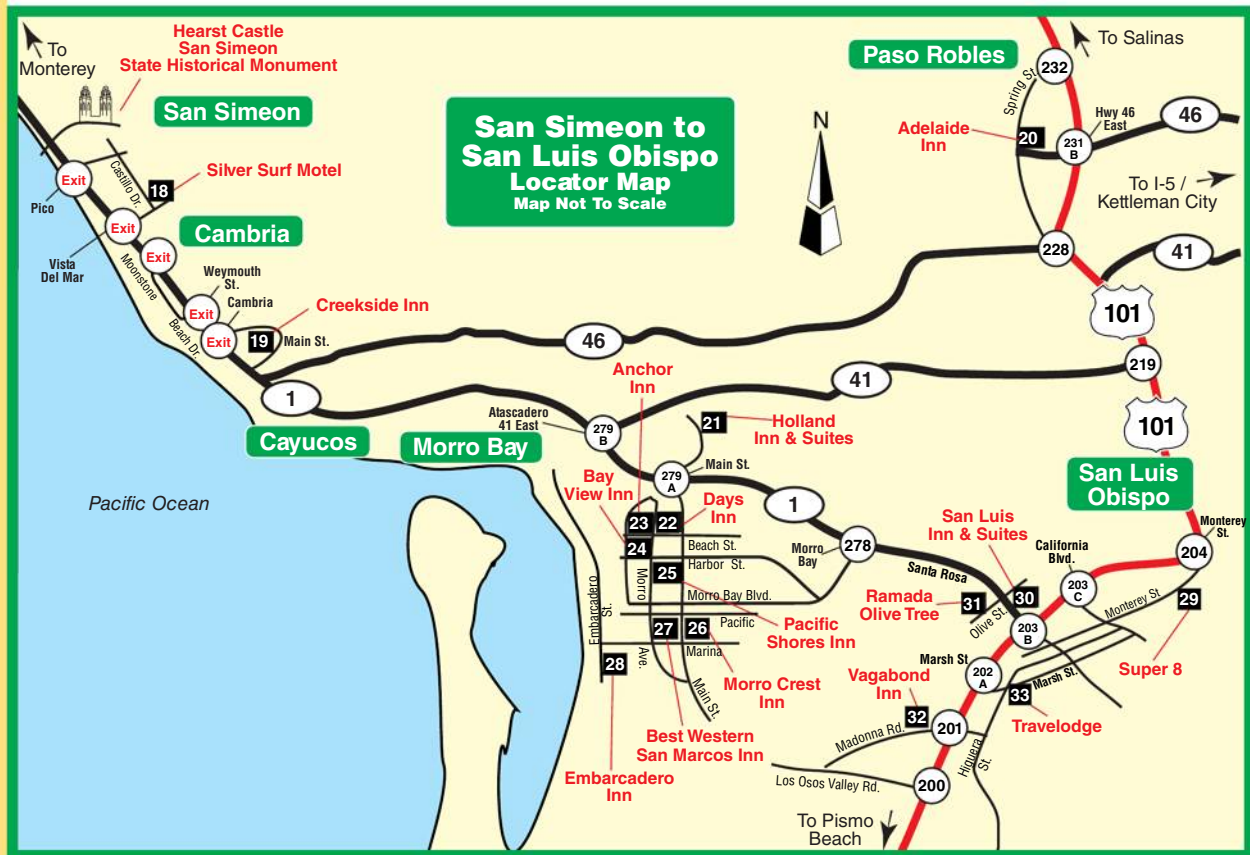 To
Monterey
Hearst Castle
San Simeon
State Historical Monument
San Simeon
Castillo Dr.
18
Silver Surf Motel
Exit
Pico
Exit
Vista
Del Mar
Cambria
Exit
Moonstone
Beach Dr.
Weymouth
St.
Exit
Cambria
Exit
19
Main St.
Creekside Inn
San Simeon to
San Luis Obispo
Locator Map
Map Not To Scale
N
Paso Robles
To Salinas
232
Spring St.
Adelaide
Inn
20
231
B
Hwy 46
East
46
To I-5 /
Kettleman City
228
41
101
219
101
46
41
1
Cayucos
Morro Bay
Pacific Ocean
Atascadero
41 East
279
B
Anchor
Inn
21
Holland
Inn & Suites
279
A
Main St.
Bay
View Inn
Days
Inn
23
22
24
Beach St.
Harbor St.
25
Morro Bay Blvd.
Pacific
Shores Inn
Embarcadero
St.
Morro
Ave.
Pacific
27
26
Marina
28
Main St.
Morro Crest
Inn
Best Western
San Marcos Inn
Embarcadero
Inn
1
Morro
Bay
278
Santa Rosa
San Luis
Inn & Suites
San Luis
Obispo
Monterey
St.
204
California
Blvd.
203
C
Ramada
Olive Tree
31
30
Olive St.
203
B
Monterey St
29
Super 8
Marsh St
202
A
Marsh St.
33
Travelodge
Vagabond
Inn
32
Madonna Rd.
201
Higuera
St.
Los Osos Valley Rd.
200
To Pismo
Beach